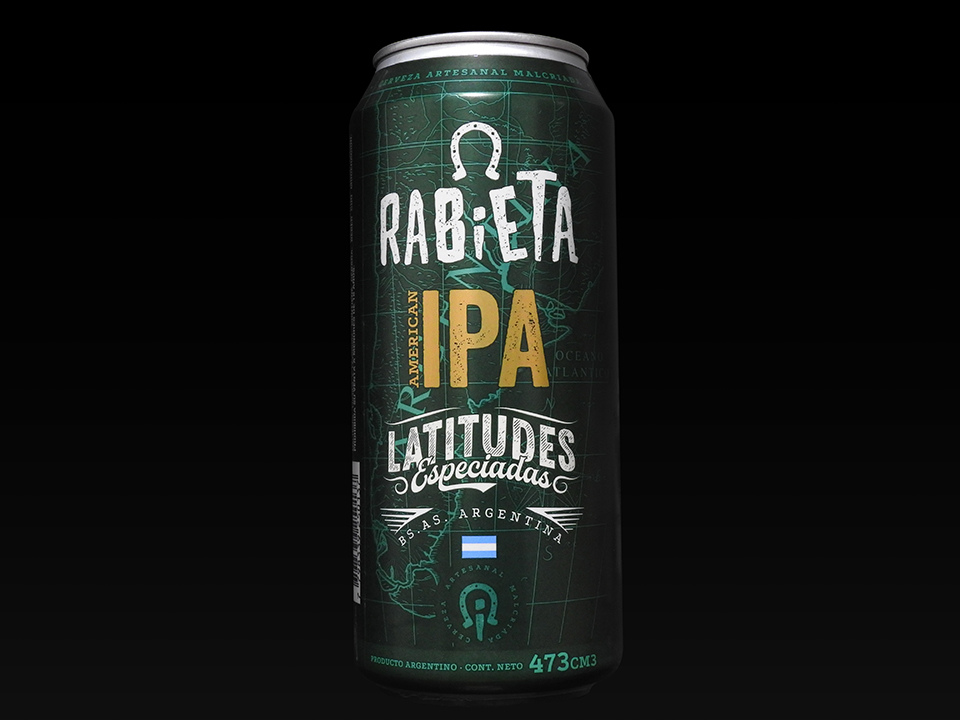 CERVEZA ARTESANAL MALCRIADA
RABiETA
AMERICAN
IPA
OCEANO
ATLANTICO
LATITUDES
Especiadas
BS.AS. ARGENTINA
CERVEZA ARTESANAL MALCRIADA
PRODUCTO ARGENTINO - CONT. NETO 473CM3